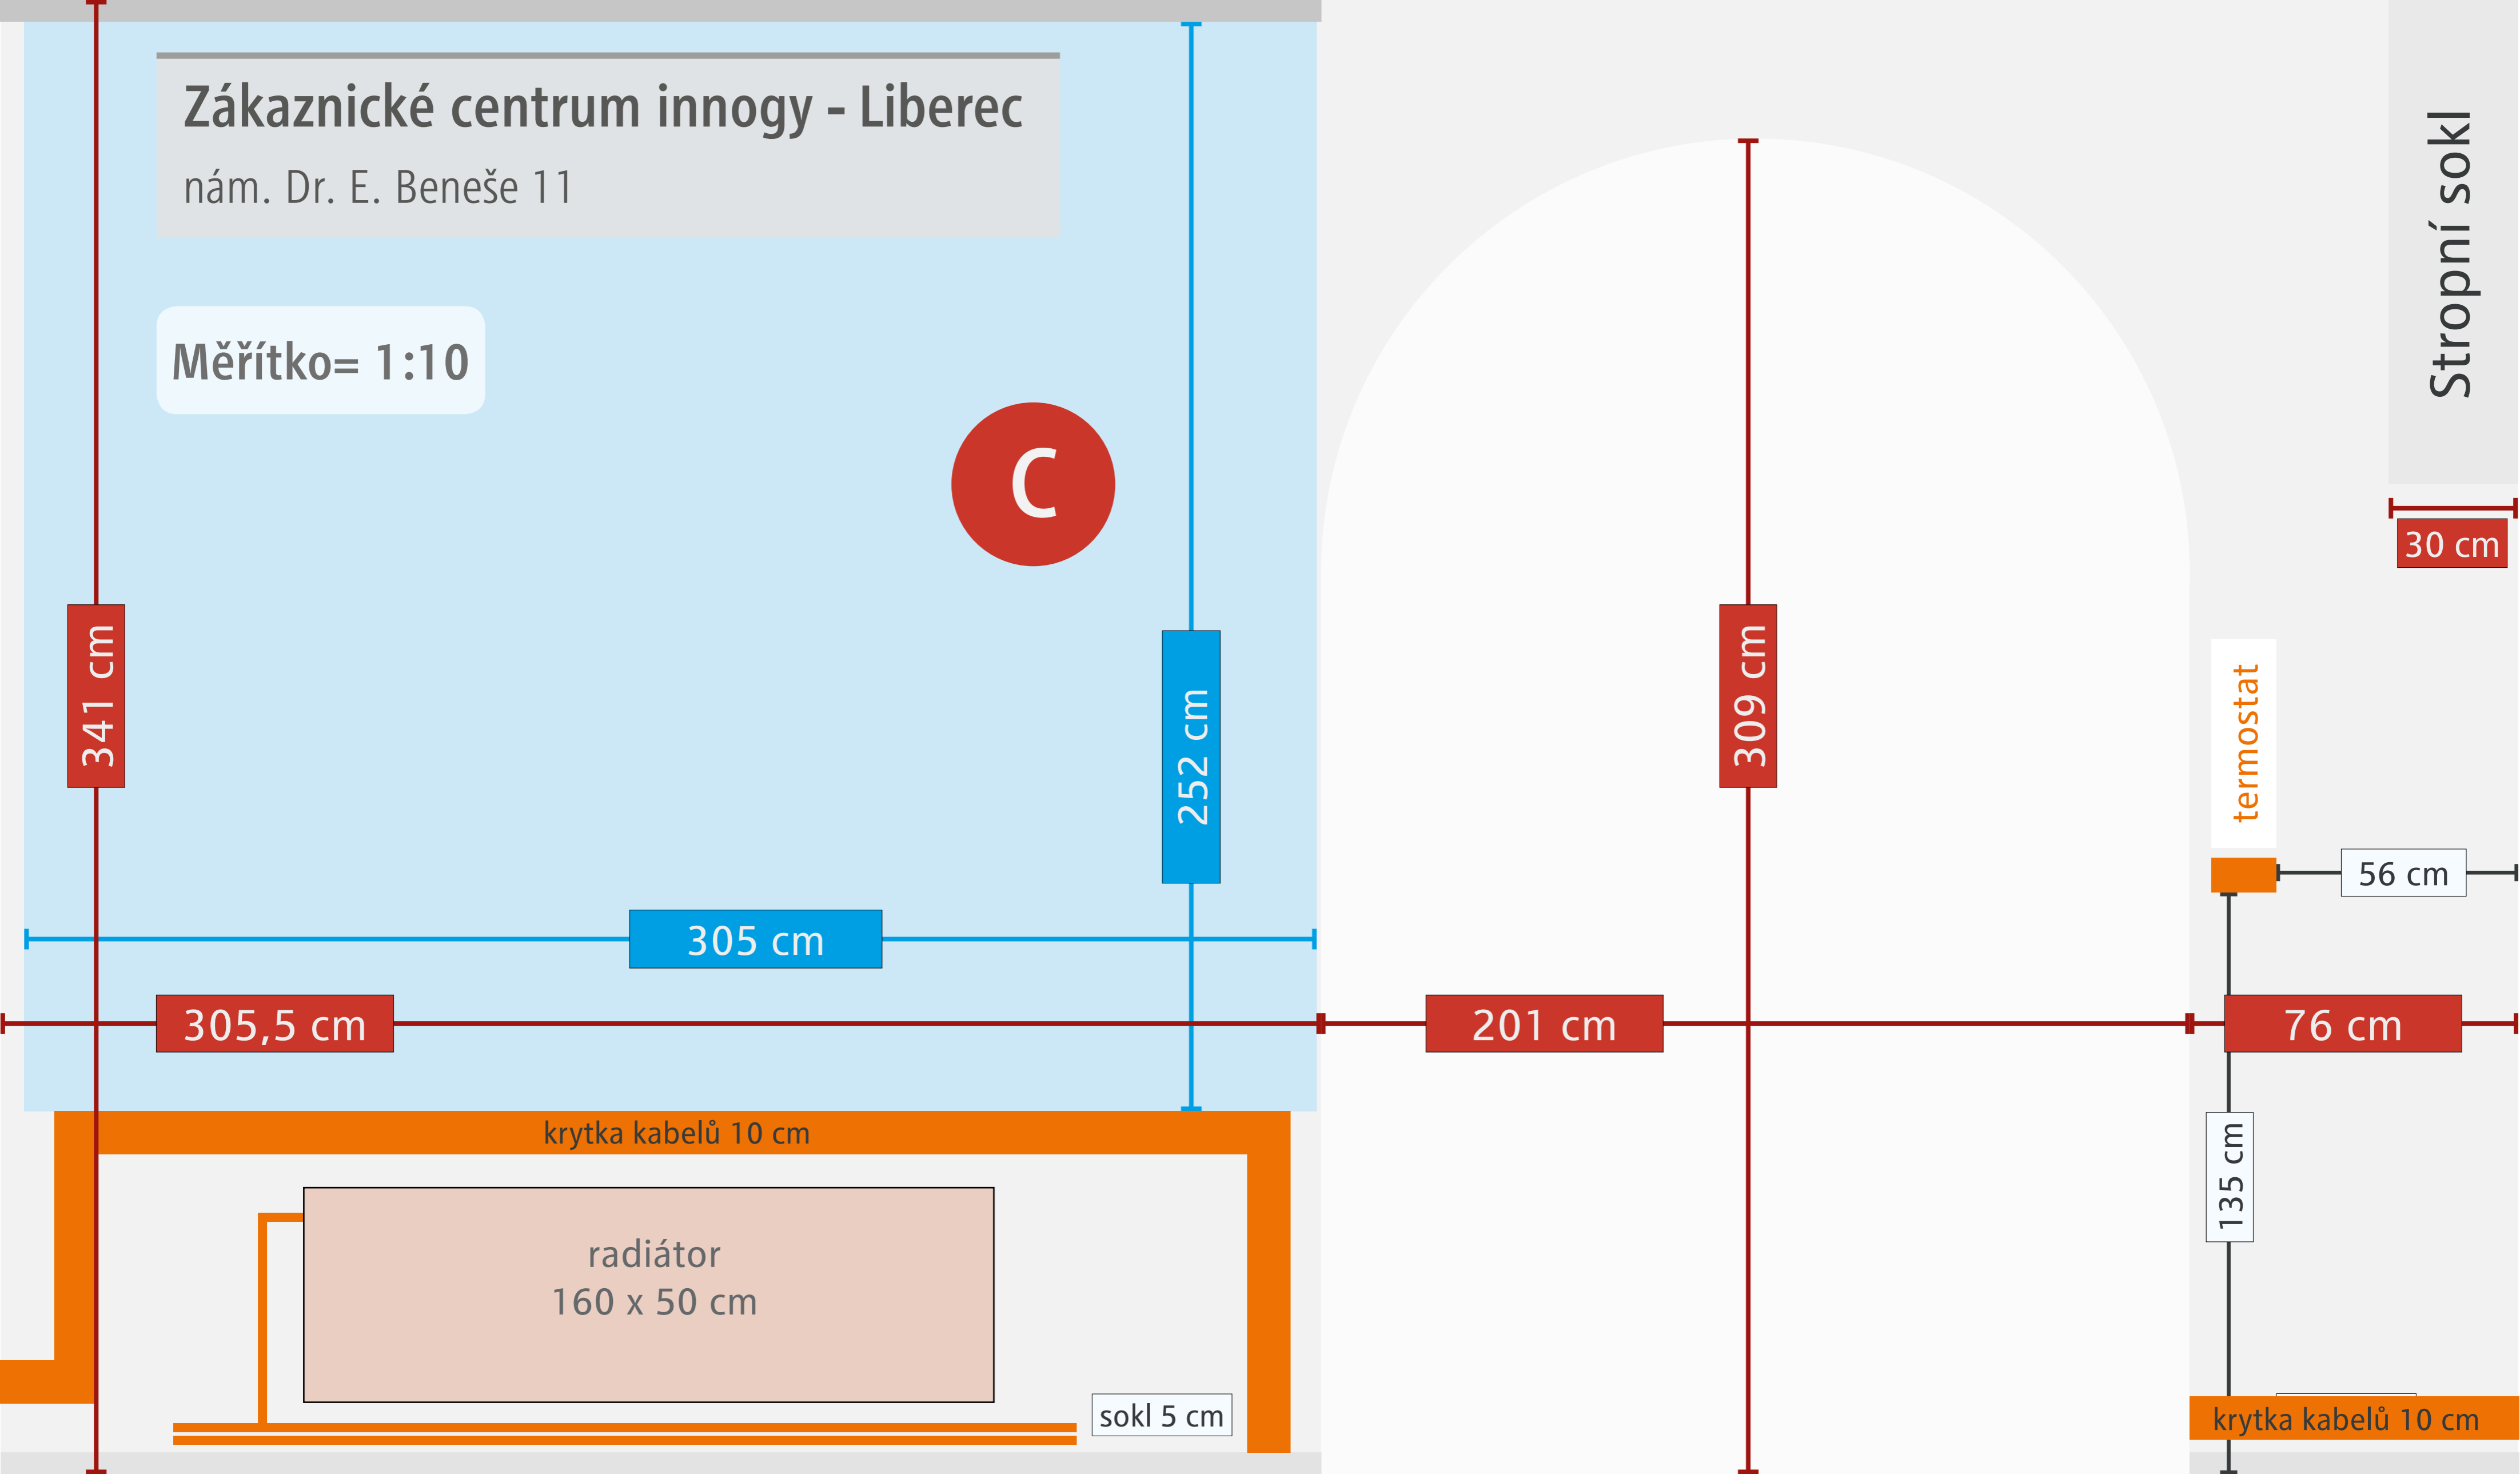 Zákaznické centrum innogy - Liberec
nám. Dr. E. Beneše 11
Měřítko= 1:10
C
Stropní sokl
30 cm
341 cm
252 cm
309 cm
termostat
56 cm
305 cm
305,5 cm
201 cm
76 cm
krytka kabelů 10 cm
135 cm
radiátor
160 x 50 cm
sokl 5 cm
krytka kabelů 10 cm